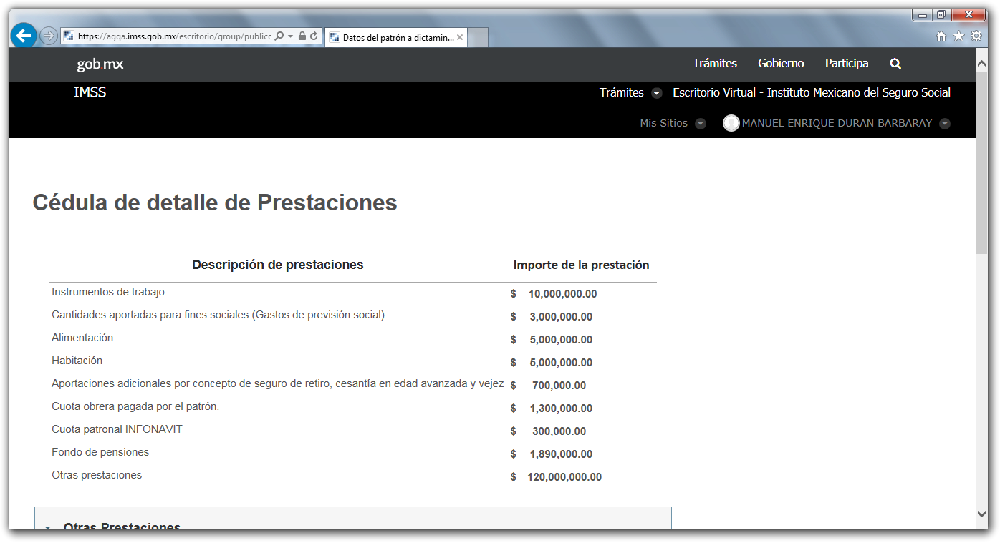 https://agqa.imss.gob.mx/escritorio/group/public
Datos del patrón a dictamin...
gob.mx
Trámites Gobierno Participa
IMSS
Trámites Escritorio Virtual - Instituto Mexicano del Seguro Social
Mis Sitios MANUEL ENRIQUE DURAN BARBARAY
Cédula de detalle de Prestaciones
Descripción de prestaciones Importe de la prestación
Instrumentos de trabajo $ 10,000,000.00
Cantidades aportadas para fines sociales (Gastos de previsión social) $ 3,000,000.00
Alimentación $ 5,000,000.00
Habitación $ 5,000,000.00
Aportaciones adicionales por concepto de seguro de retiro, cesantía en edad avanzada y vejez $ 700,000.00
Cuota obrera pagada por el patrón. $ 1,300,000.00
Cuota patronal INFONAVIT $ 300,000.00
Fondo de pensiones $ 1,890,000.00
Otras prestaciones $ 120,000,000.00
Otras Prestaciones